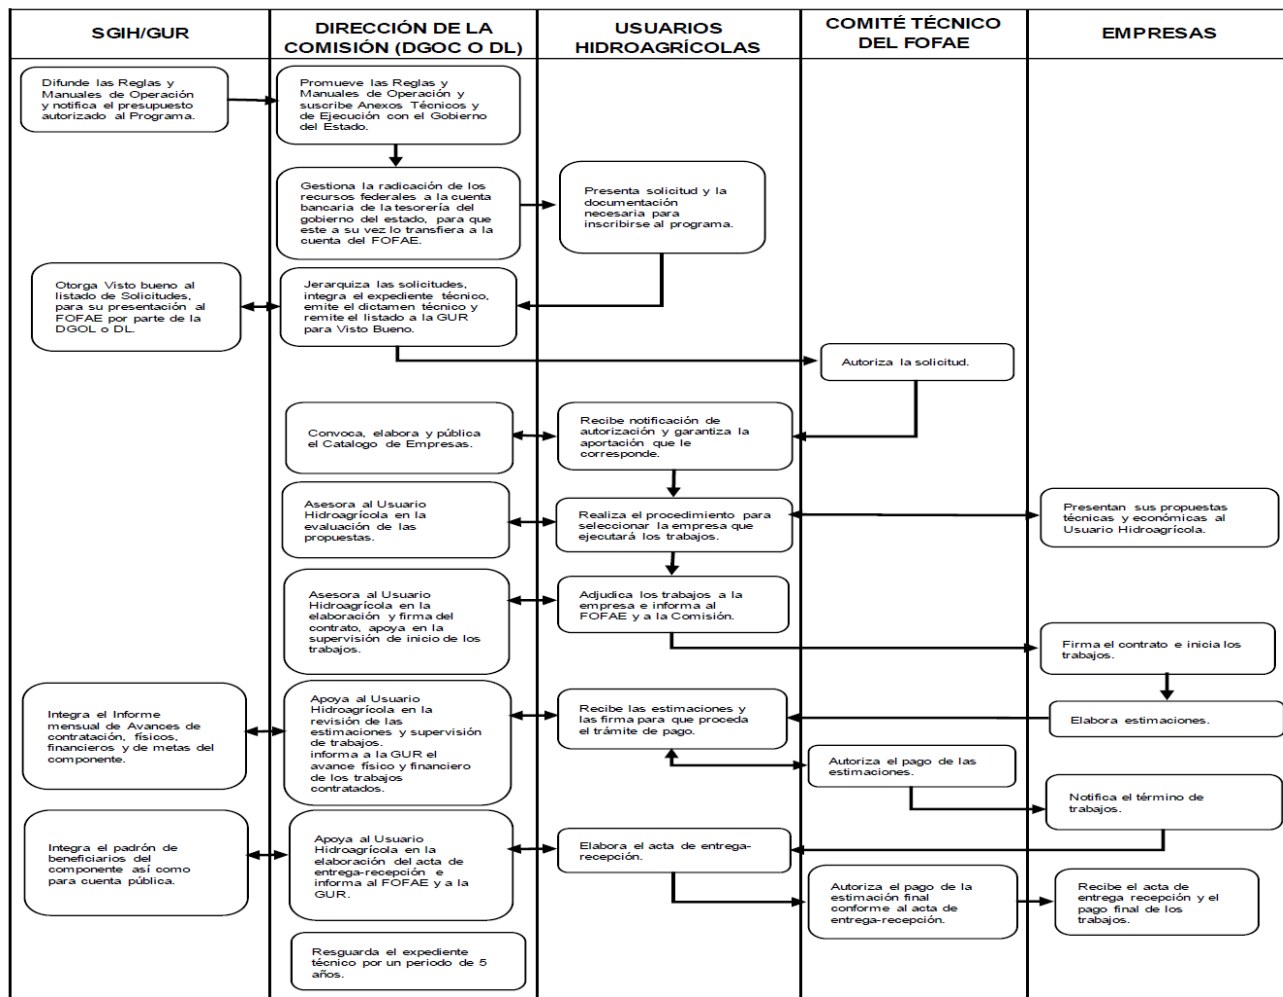 SGIH/GUR
DIRECCIÓN DE LA
COMISIÓN (DGOC O DL)
USUARIOS
HIDROAGRÍCOLAS
COMITÉ TÉCNICO
DEL FOFAE
EMPRESAS
Difunde las Reglas y
Manuales de Operación
y notifica el presupuesto
autorizado al Programa.
Promueve las Reglas y
Manuales de Operación y
suscribe Anexos Técnicos y
de Ejecución con el Gobierno
del Estado.
Gestiona la radicación de los
recursos federales a la cuenta
bancaria de la tesorería del
gobierno del estado, para que
este a su vez lo transfiera a la
cuenta del FOFAE.
Presenta solicitud y la
documentación
necesaria para
inscribirse al programa.
Otorga Visto bueno al
listado de Solicitudes,
para su presentación al
FOFAE por parte de la
DGOL o DL.
Jerarquiza las solicitudes,
integra el expediente técnico,
emite el dictamen técnico y
remite el listado a la GUR
para Visto Bueno.
Autoriza la solicitud.
Convoca, elabora y pública
el Catalogo de Empresas.
Recibe notificación de
autorización y garantiza la
aportación que le
corresponde.
Asesora al Usuario
Hidroagrícola en la
evaluación de las
propuestas.
Realiza el procedimiento para
seleccionar la empresa que
ejecutará los trabajos.
Presentan sus propuestas
técnicas y económicas al
Usuario Hidroagrícola.
Asesora al Usuario
Hidroagrícola en la
elaboración y firma del
contrato, apoya en la
supervisión de inicio de los
trabajos.
Adjudica los trabajos a la
empresa e informa al
FOFAE y a la Comisión.
Firma el contrato e inicia los
trabajos.
Integra el Informe
mensual de Avances de
contratación, físicos,
financieros y de metas del
componente.
Apoya al Usuario
Hidroagrícola en la
revisión de las
estimaciones y supervisión
de trabajos.
informa a la GUR el
avance físico y financiero
de los trabajos
contratados.
Recibe las estimaciones y
las firma para que proceda
el trámite de pago.
Elabora estimaciones.
Autoriza el pago de las
estimaciones.
Notifica el término de
trabajos.
Integra el padrón de
beneficiarios del
componente así como
para cuenta pública.
Apoya al Usuario
Hidroagrícola en la
elaboración del acta de
entrega-recepción e
informa al FOFAE y a la
GUR.
Elabora el acta de entrega-
recepción.
Autoriza el pago de la
estimación final
conforme al acta de
entrega-recepción.
Recibe el acta de
entrega recepción y el
pago final de los
trabajos.
Resguarda el expediente
técnico por un periodo de 5
años.